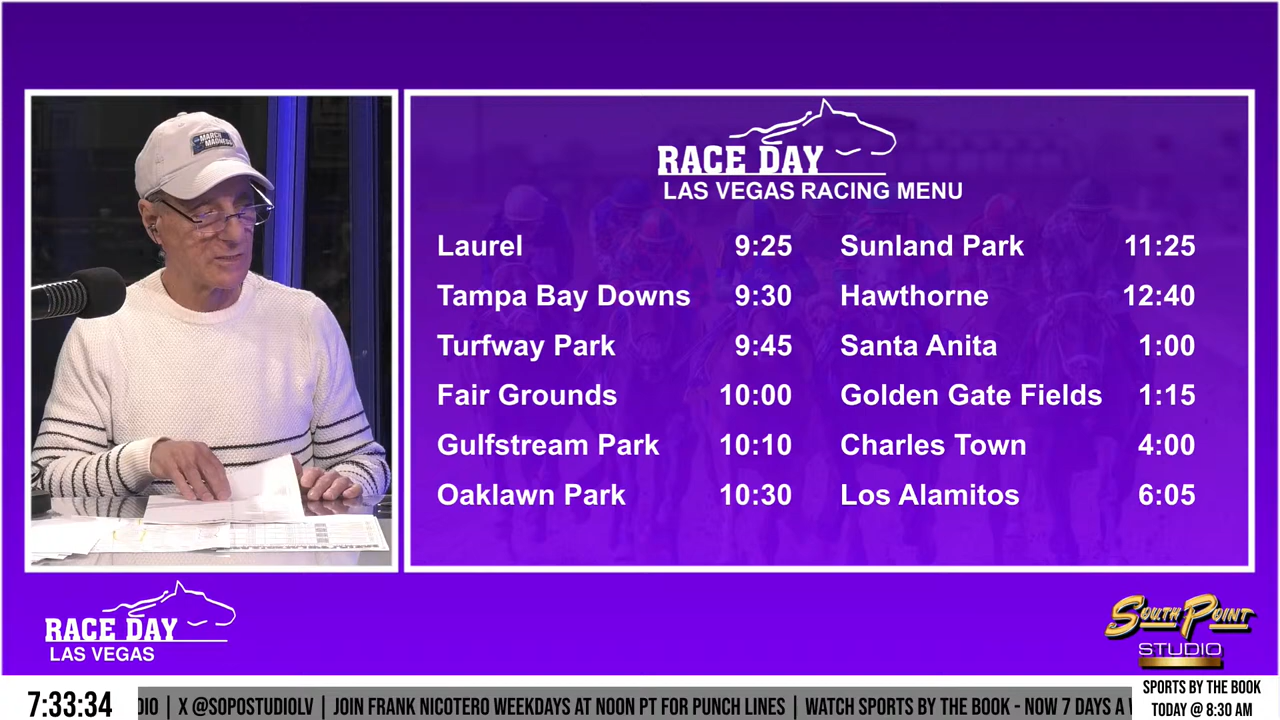 MARCH
MADNESS
RACE DAY
LAS VEGAS RACING MENU
Laurel 9:25
Tampa Bay Downs 9:30
Turfway Park 9:45
Fair Grounds 10:00
Gulfstream Park 10:10
Oaklawn Park 10:30
Sunland Park 11:25
Hawthorne 12:40
Santa Anita 1:00
Golden Gate Fields 1:15
Charles Town 4:00
Los Alamitos 6:05
RACE DAY
LAS VEGAS
SOUTH POINT
STUDIO
7:33:34
DIO | X @SOPOSTUDIOLV | JOIN FRANK NICOTERO WEEKDAYS AT NOON PT FOR PUNCH LINES | WATCH SPORTS BY THE BOOK - NOW 7 DAYS A
SPORTS BY THE BOOK
TODAY @ 8:30 AM